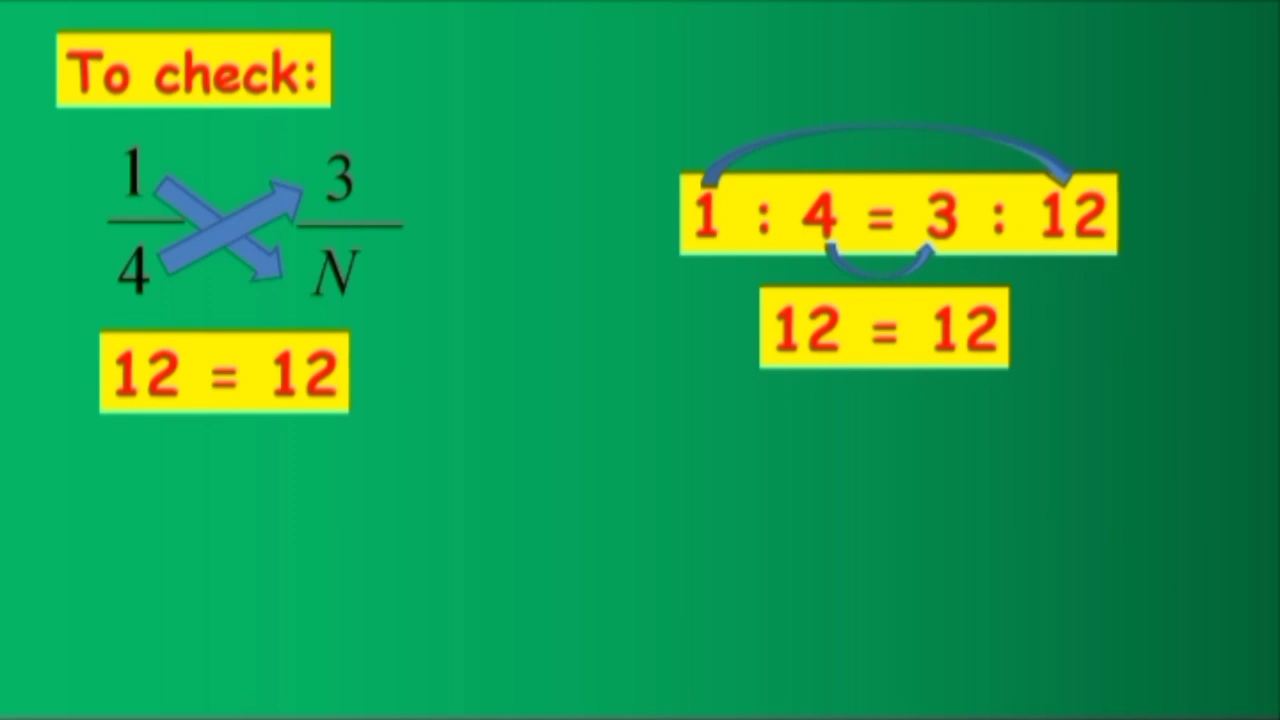 To check:
1 3
4 N
12 = 12
1 : 4 = 3 : 12
12 = 12